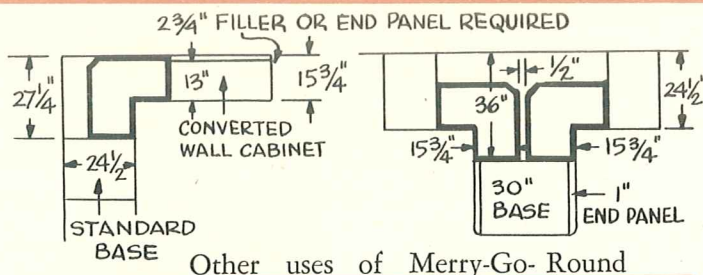 2¾" FILLER OR END PANEL REQUIRED
27¼"
13"
15¾"
CONVERTED
WALL CABINET
24½"
STANDARD
BASE
½"
36"
24½"
15¾"
15¾"
30"
BASE
1"
END PANEL
Other uses of Merry-Go- Round